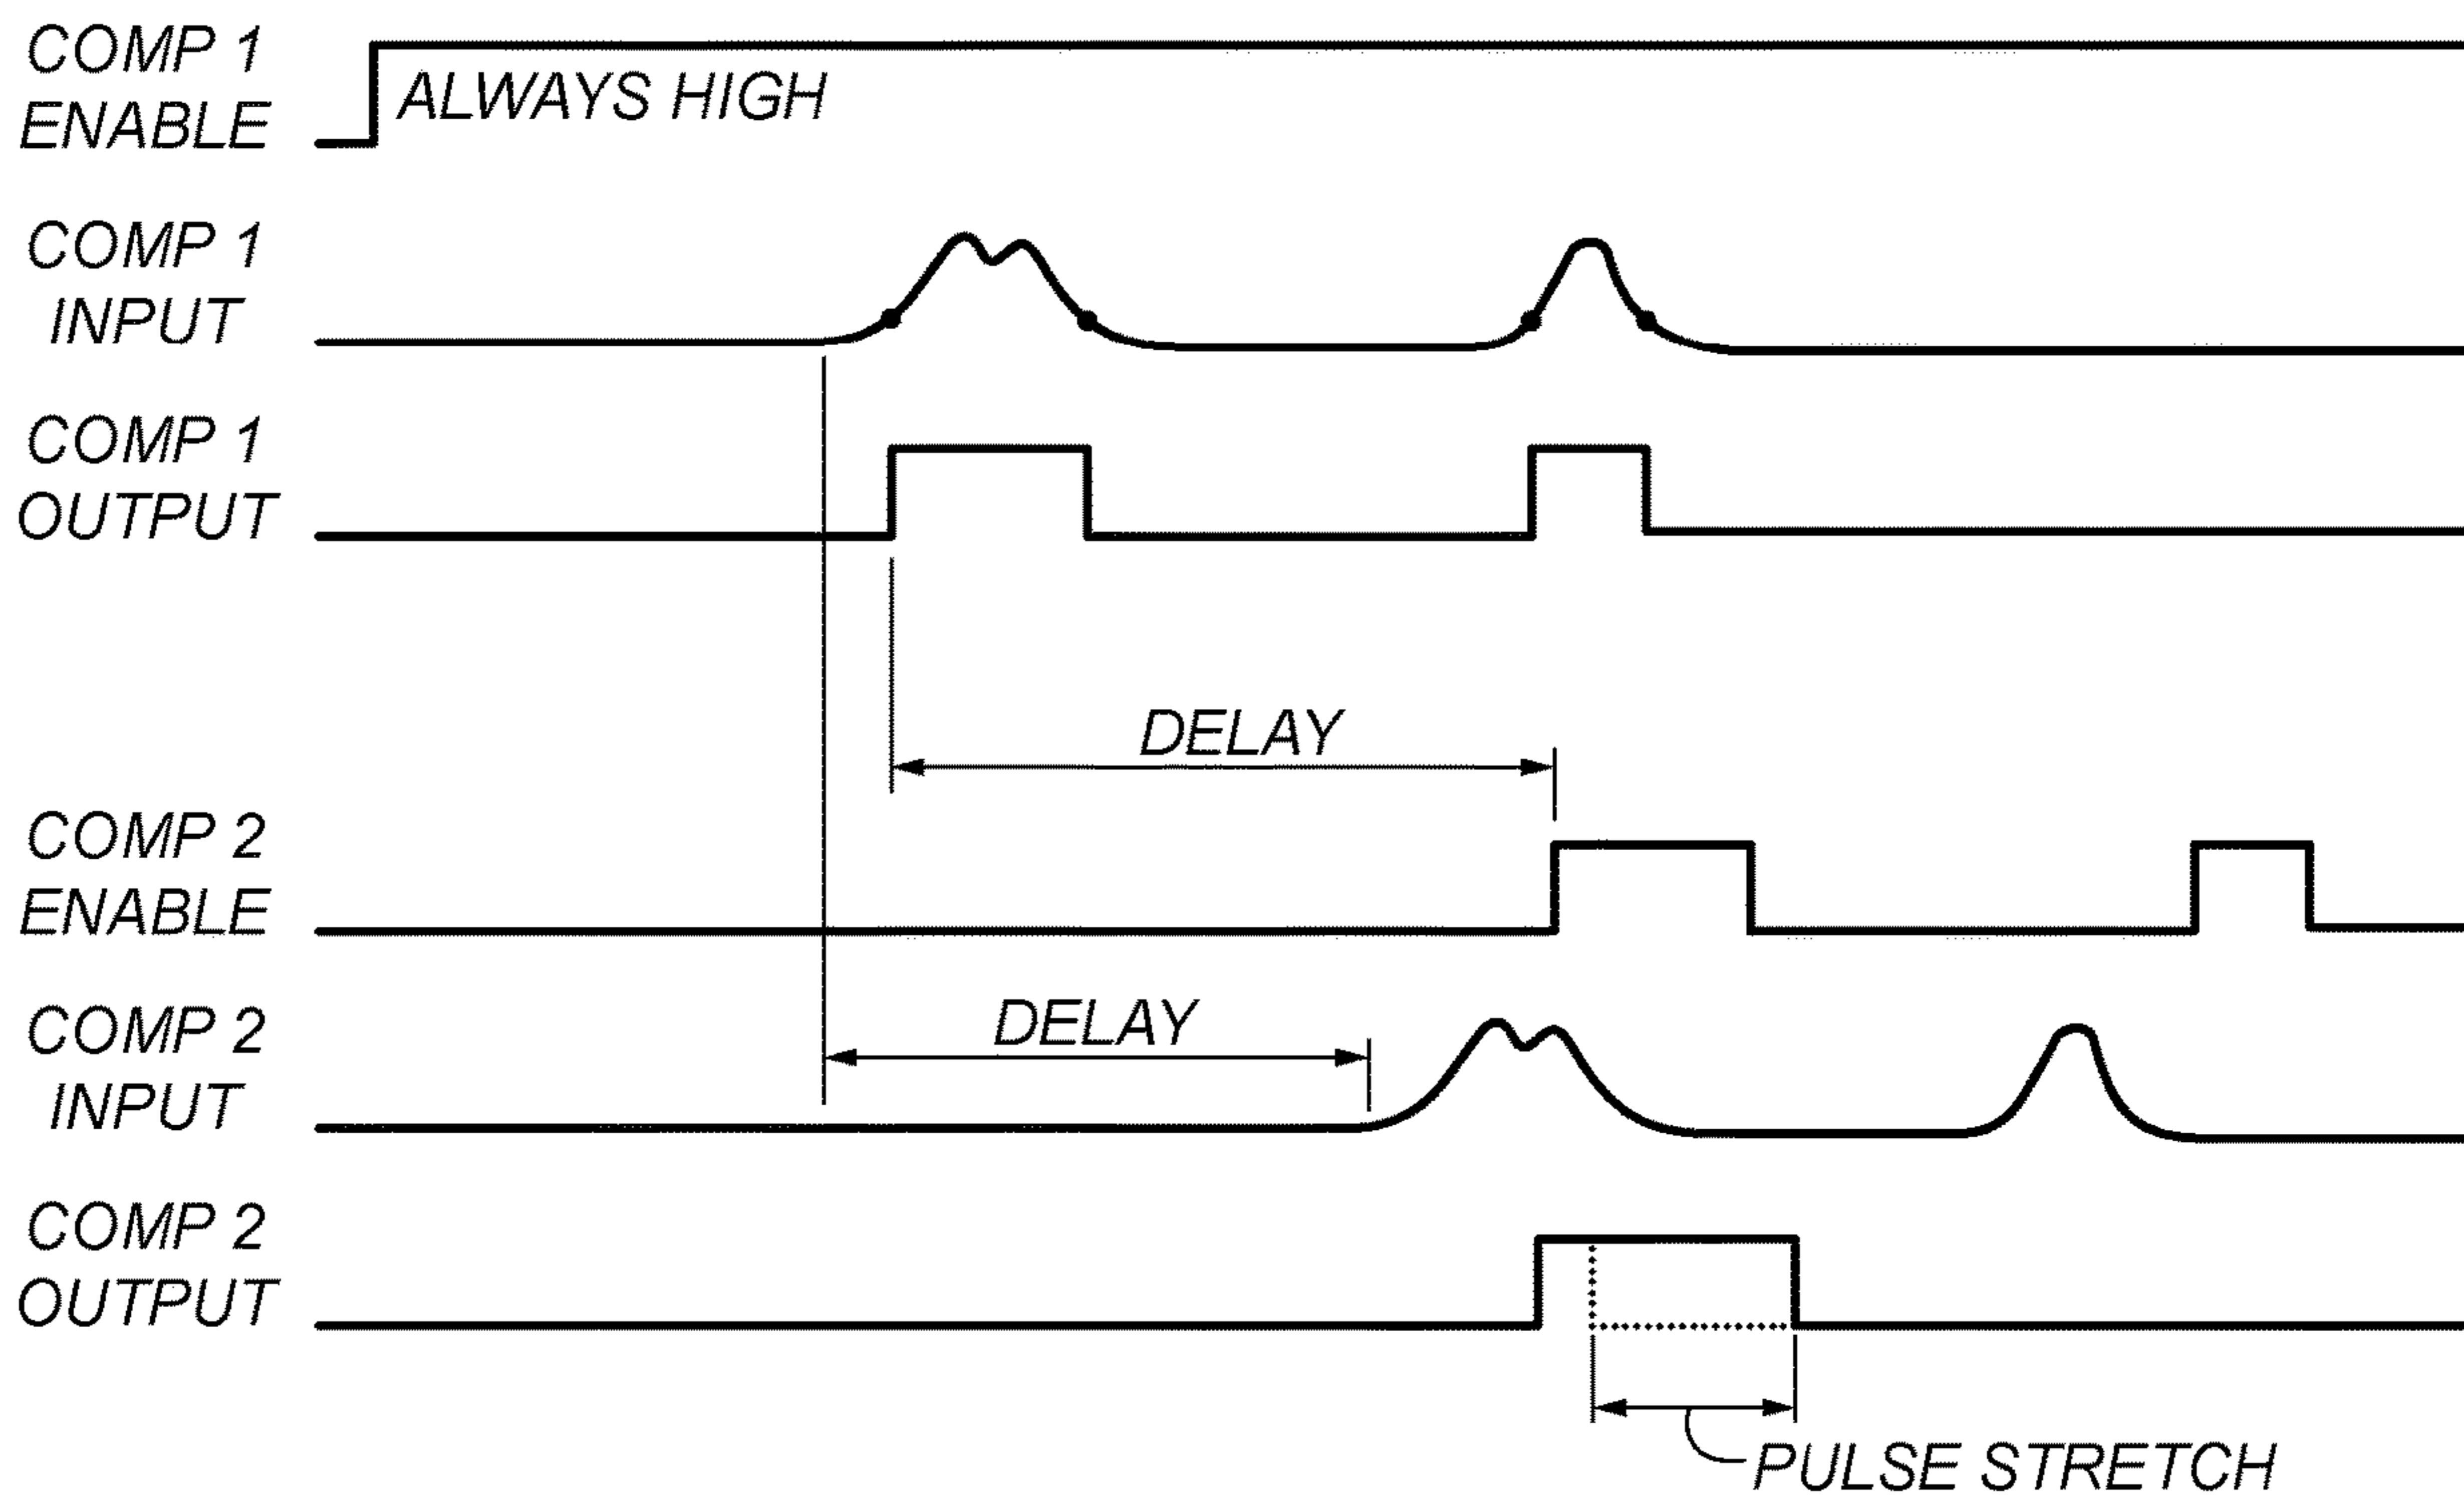 COMP 1
ENABLE
ALWAYS HIGH
COMP 1
INPUT
COMP 1
OUTPUT
DELAY
COMP 2
ENABLE
DELAY
COMP 2
INPUT
COMP 2
OUTPUT
PULSE STRETCH